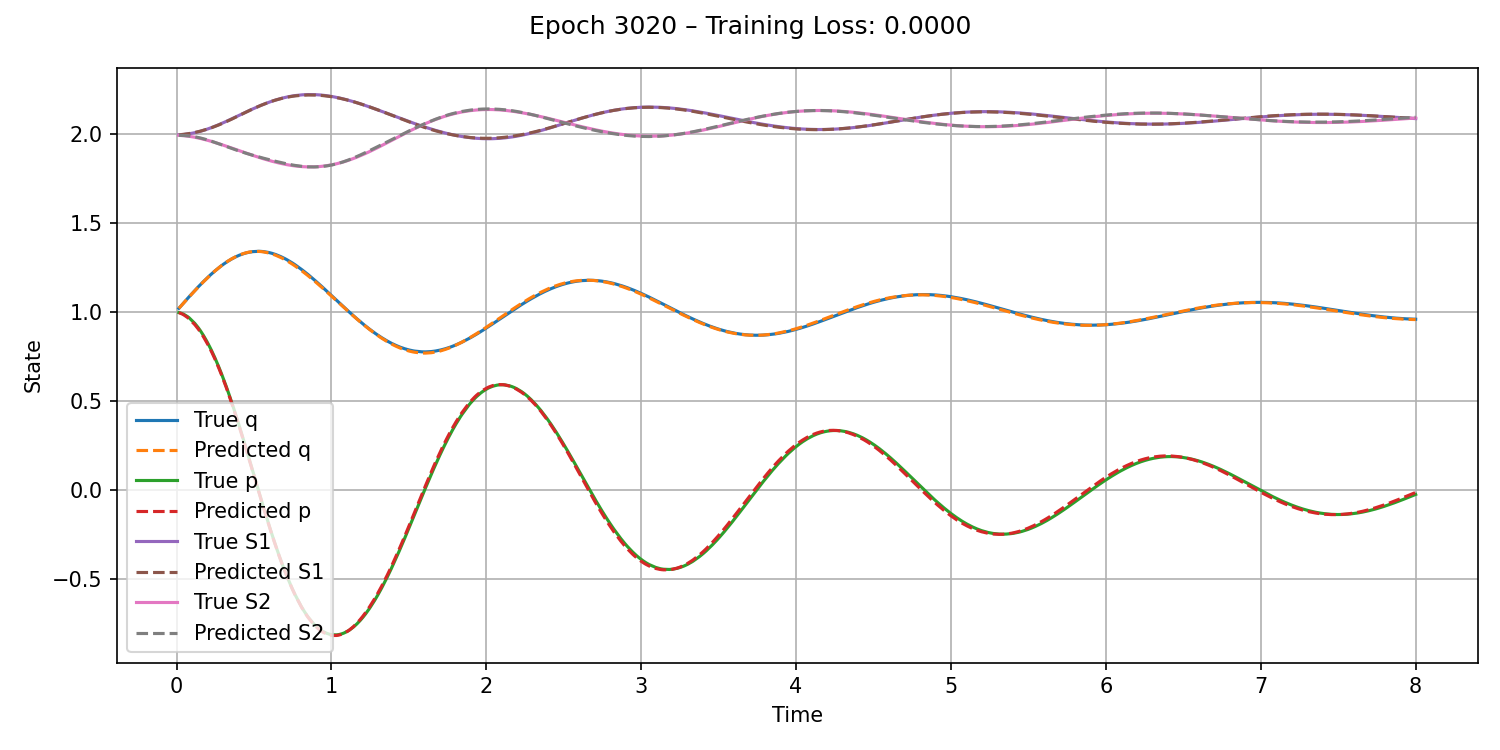 Epoch 3020 – Training Loss: 0.0000
State
2.0
1.5
1.0
0.5
0.0
−0.5
True q
Predicted q
True p
Predicted p
True S1
Predicted S1
True S2
Predicted S2
0 1 2 3 4 5 6 7 8
Time